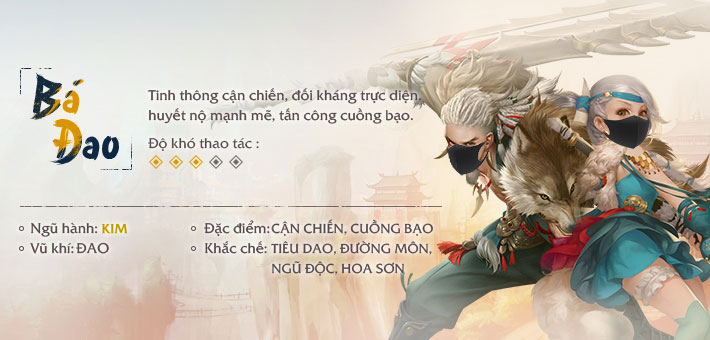 Bá
Đao
Tinh thông cận chiến, đối kháng trực diện,
huyết nộ mạnh mẽ, tấn công cuồng bạo.
Độ khó thao tác :
Ngũ hành: KIM
Vũ khí: ĐAO
Đặc điểm: CẬN CHIẾN, CUỒNG BẠO
Khắc chế: TIÊU DAO, ĐƯỜNG MÔN,
NGŨ ĐỘC, HOA SƠN